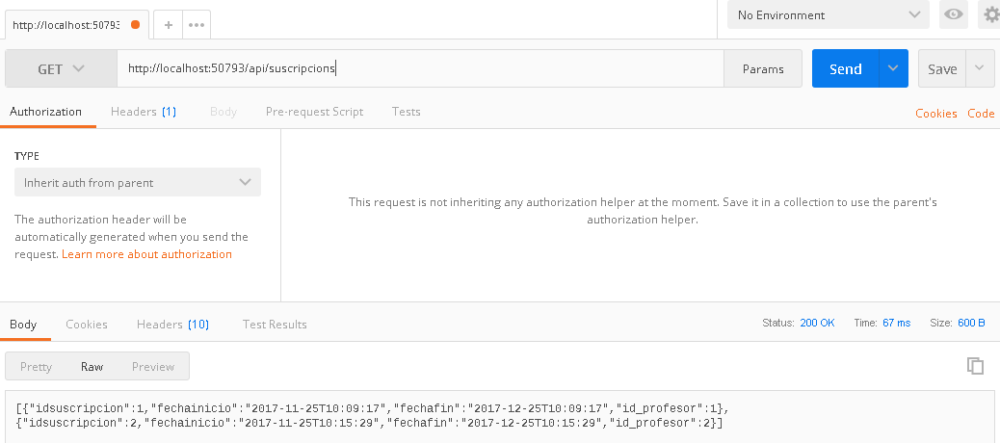 http://localhost:50793
+
•••
No Environment
GET
http://localhost:50793/api/suscripcions
Params
Send
Save
Authorization
Headers (1)
Body
Pre-request Script
Tests
Cookies
Code
TYPE
Inherit auth from parent
The authorization header will be
automatically generated when you send the
request. Learn more about authorization
This request is not inheriting any authorization helper at the moment. Save it in a collection to use the parent's
authorization helper.
Body
Cookies
Headers (10)
Test Results
Status: 200 OK
Time: 67 ms
Size: 600 B
Pretty
Raw
Preview
[{"idsuscripcion":1,"fechainicio":"2017-11-25T10:09:17","fechafin":"2017-12-25T10:09:17","id_profesor":1},
{"idsuscripcion":2,"fechainicio":"2017-11-25T10:15:29","fechafin":"2017-12-25T10:15:29","id_profesor":2}]